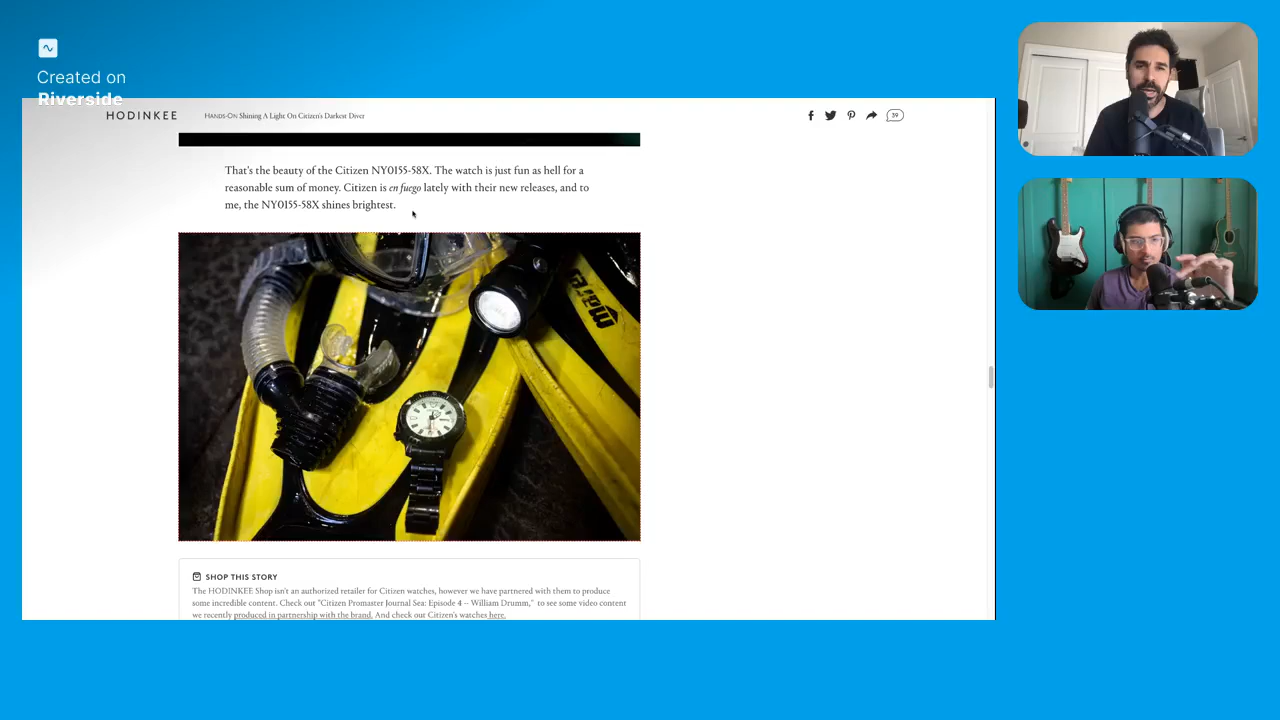 Created on
Riverside
HODINKEE
HANDS-ON Shining A Light On Citizen's Darkest Diver
39
That's the beauty of the Citizen NY0155-58X. The watch is just fun as hell for a
reasonable sum of money. Citizen is en fuego lately with their new releases, and to
me, the NY0155-58X shines brightest.
mares
SHOP THIS STORY
The HODINKEE Shop isn't an authorized retailer for Citizen watches, however we have partnered with them to produce
some incredible content. Check out "Citizen Promaster Journal Sea: Episode 4 – William Drumm," to see some video content
we recently produced in partnership with the brand. And check out Citizen's watches here.